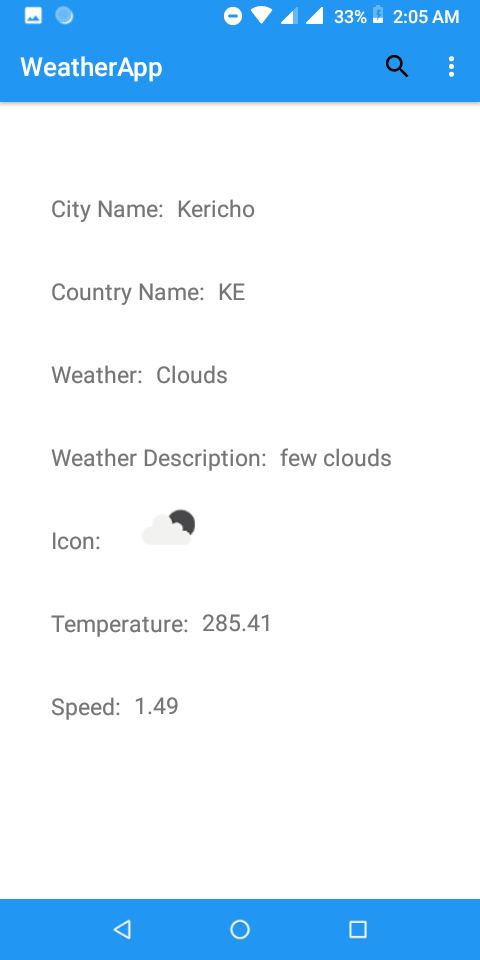 33% 2:05 AM
WeatherApp
City Name: Kericho
Country Name: KE
Weather: Clouds
Weather Description: few clouds
Icon:
Temperature: 285.41
Speed: 1.49